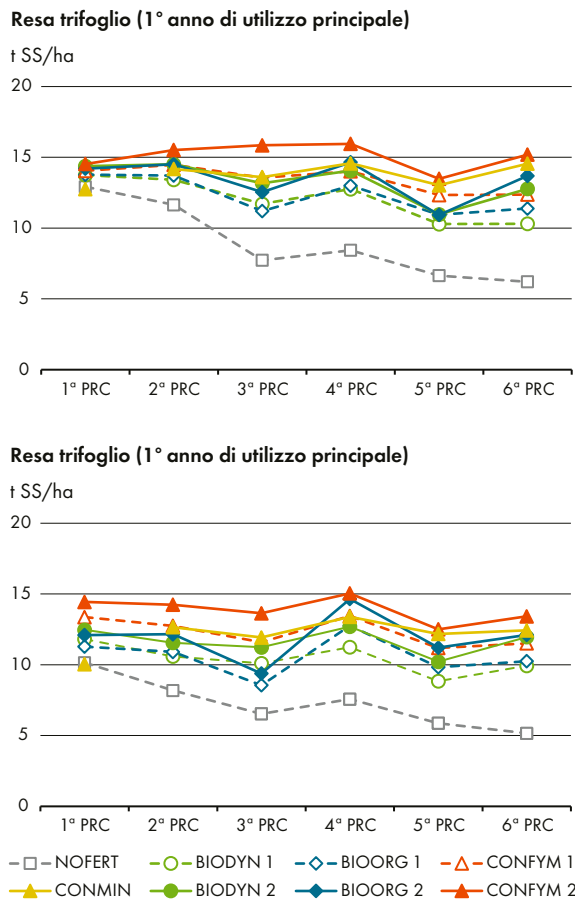 Resa trifoglio (1° anno di utilizzo principale)
t SS/ha
20
15
10
5
0
1ª PRC 2ª PRC 3ª PRC 4ª PRC 5ª PRC 6ª PRC
Resa trifoglio (1° anno di utilizzo principale)
t SS/ha
20
15
10
5
0
1ª PRC 2ª PRC 3ª PRC 4ª PRC 5ª PRC 6ª PRC
NOFERT BIODYN 1 BIOORG 1 CONFYM 1
CONMIN BIODYN 2 BIOORG 2 CONFYM 2